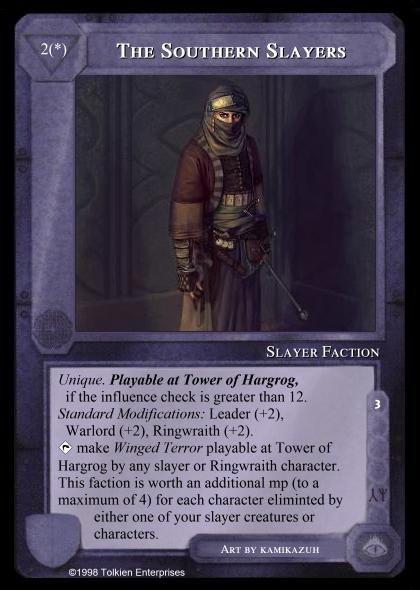 2(*)
The Southern Slayers
Slayer Faction
Unique. Playable at Tower of Hargrog,
if the influence check is greater than 12.
Standard Modifications: Leader (+2),
Warlord (+2), Ringwraith (+2).
make Winged Terror playable at Tower of
Hargrog by any slayer or Ringwraith character.
This faction is worth an additional mp (to a
maximum of 4) for each character eliminted by
either one of your slayer creatures or
characters.
3
Art by kamikazuh
©1998 Tolkien Enterprises